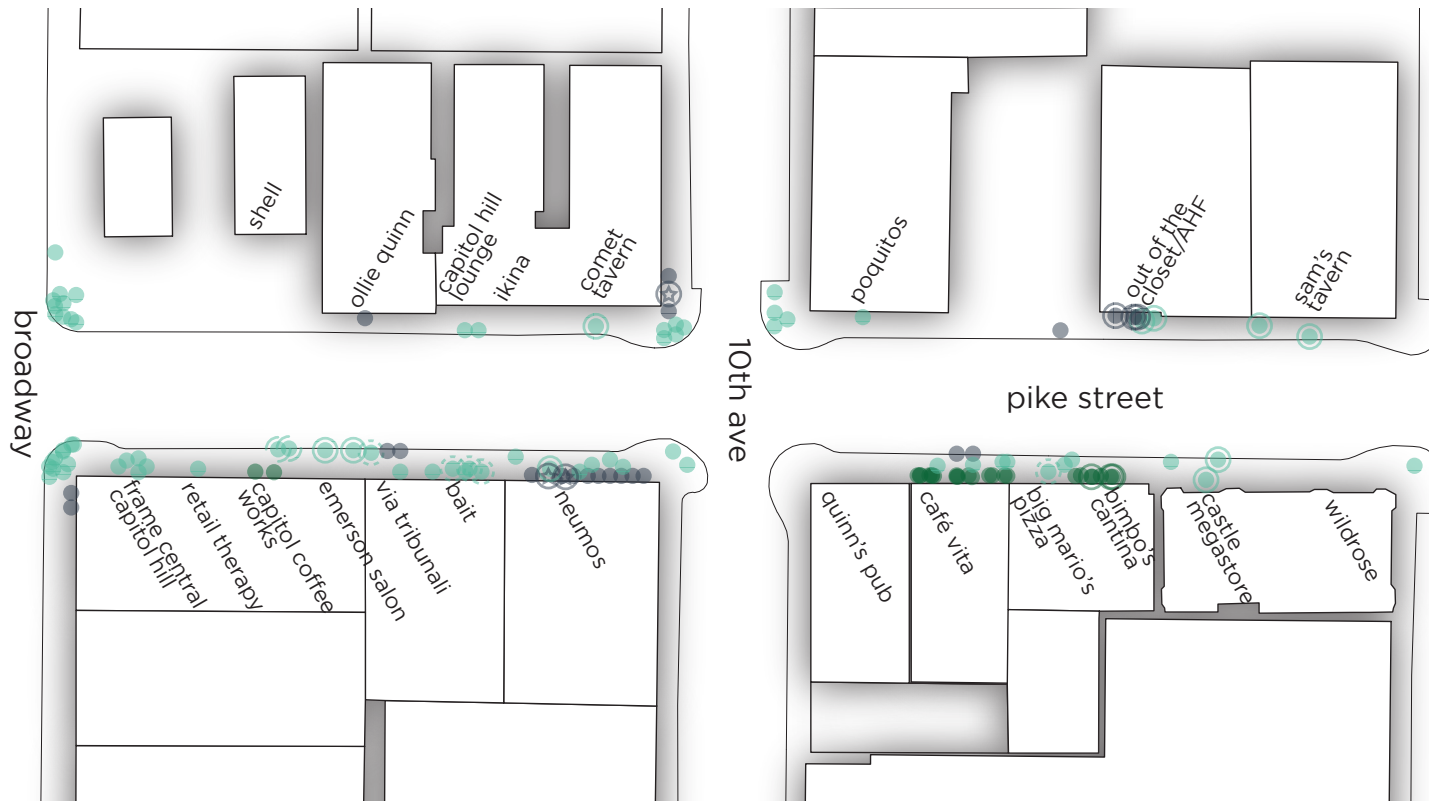 shell
ollie quinn
capitol hill
lounge
ikina
comet
tavern
poquitos
out of the
closet/AHF
sam's
tavern
broadway
10th ave
pike street
frame central
capitol hill
retail therapy
capitol coffee
works
emerson salon
via tribunali
bait
neumos
quinn's pub
café vita
big mario's
pizza
bimbo's
cantina
castle
megastore
wildrose